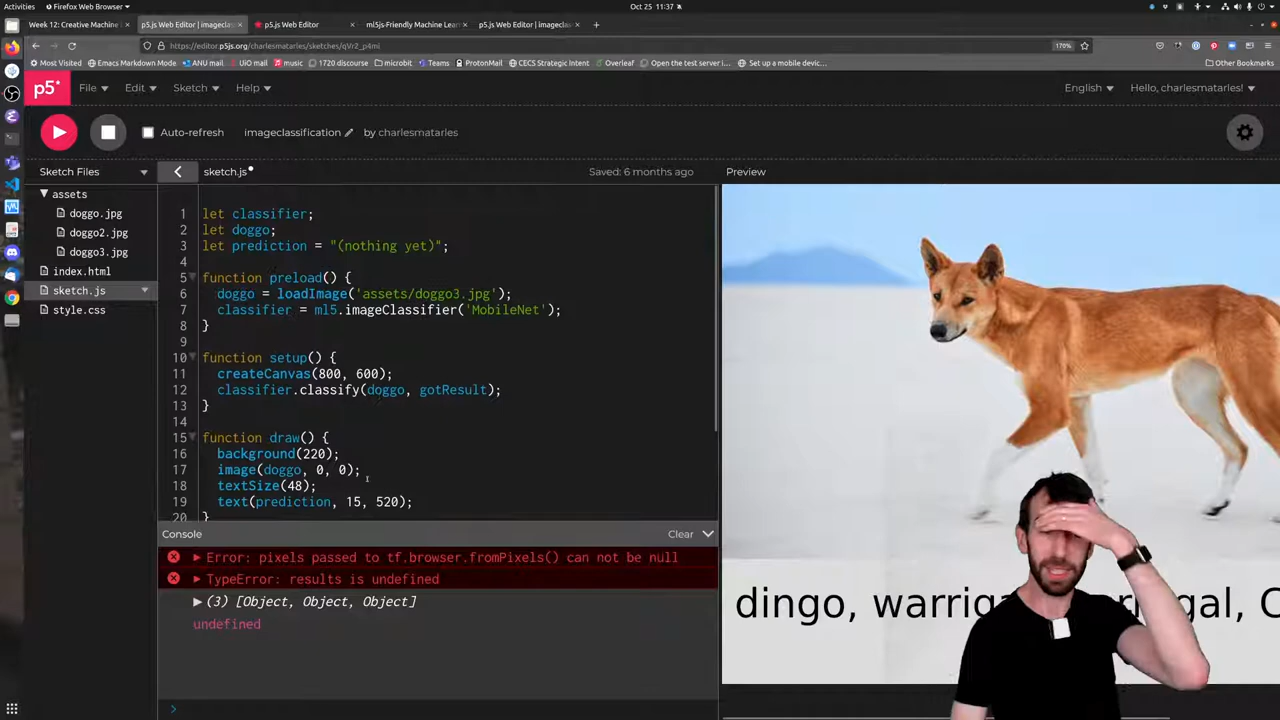 Activities
Firefox Web Browser
Oct 25 11:37
Week 12: Creative Machine
p5.js Web Editor | imagecl
p5.js Web Editor
ml5js·Friendly Machine Lear
p5.js Web Editor | imagecla
https://editor.p5js.org/charlesmatarles/sketches/qVr2_p4mi
170%
Most Visited
Emacs Markdown Mode
ANU mail
UiO mail
music
1720 discourse
microbit
Teams
ProtonMail
CECS Strategic Intent
Overleaf
Open the test server i...
Set up a mobile devic...
Other Bookmarks
p5*
File
Edit
Sketch
Help
English
Hello, charlesmatarles!
Auto-refresh
imageclassification
by charlesmatarles
Sketch Files
sketch.js
Saved: 6 months ago
Preview
assets
doggo.jpg
doggo2.jpg
doggo3.jpg
index.html
sketch.js
style.css
1 let classifier;
2 let doggo;
3 let prediction = "(nothing yet)";
4
5 function preload() {
6 doggo = loadImage('assets/doggo3.jpg');
7 classifier = ml5.imageClassifier('MobileNet');
8 }
9
10 function setup() {
11 createCanvas(800, 600);
12 classifier.classify(doggo, gotResult);
13 }
14
15 function draw() {
16 background(220);
17 image(doggo, 0, 0);
18 textSize(48);
19 text(prediction, 15, 520);
20 }
Console
Clear
Error: pixels passed to tf.browser.fromPixels() can not be null
TypeError: results is undefined
(3) [Object, Object, Object]
undefined
>
dingo, warriga